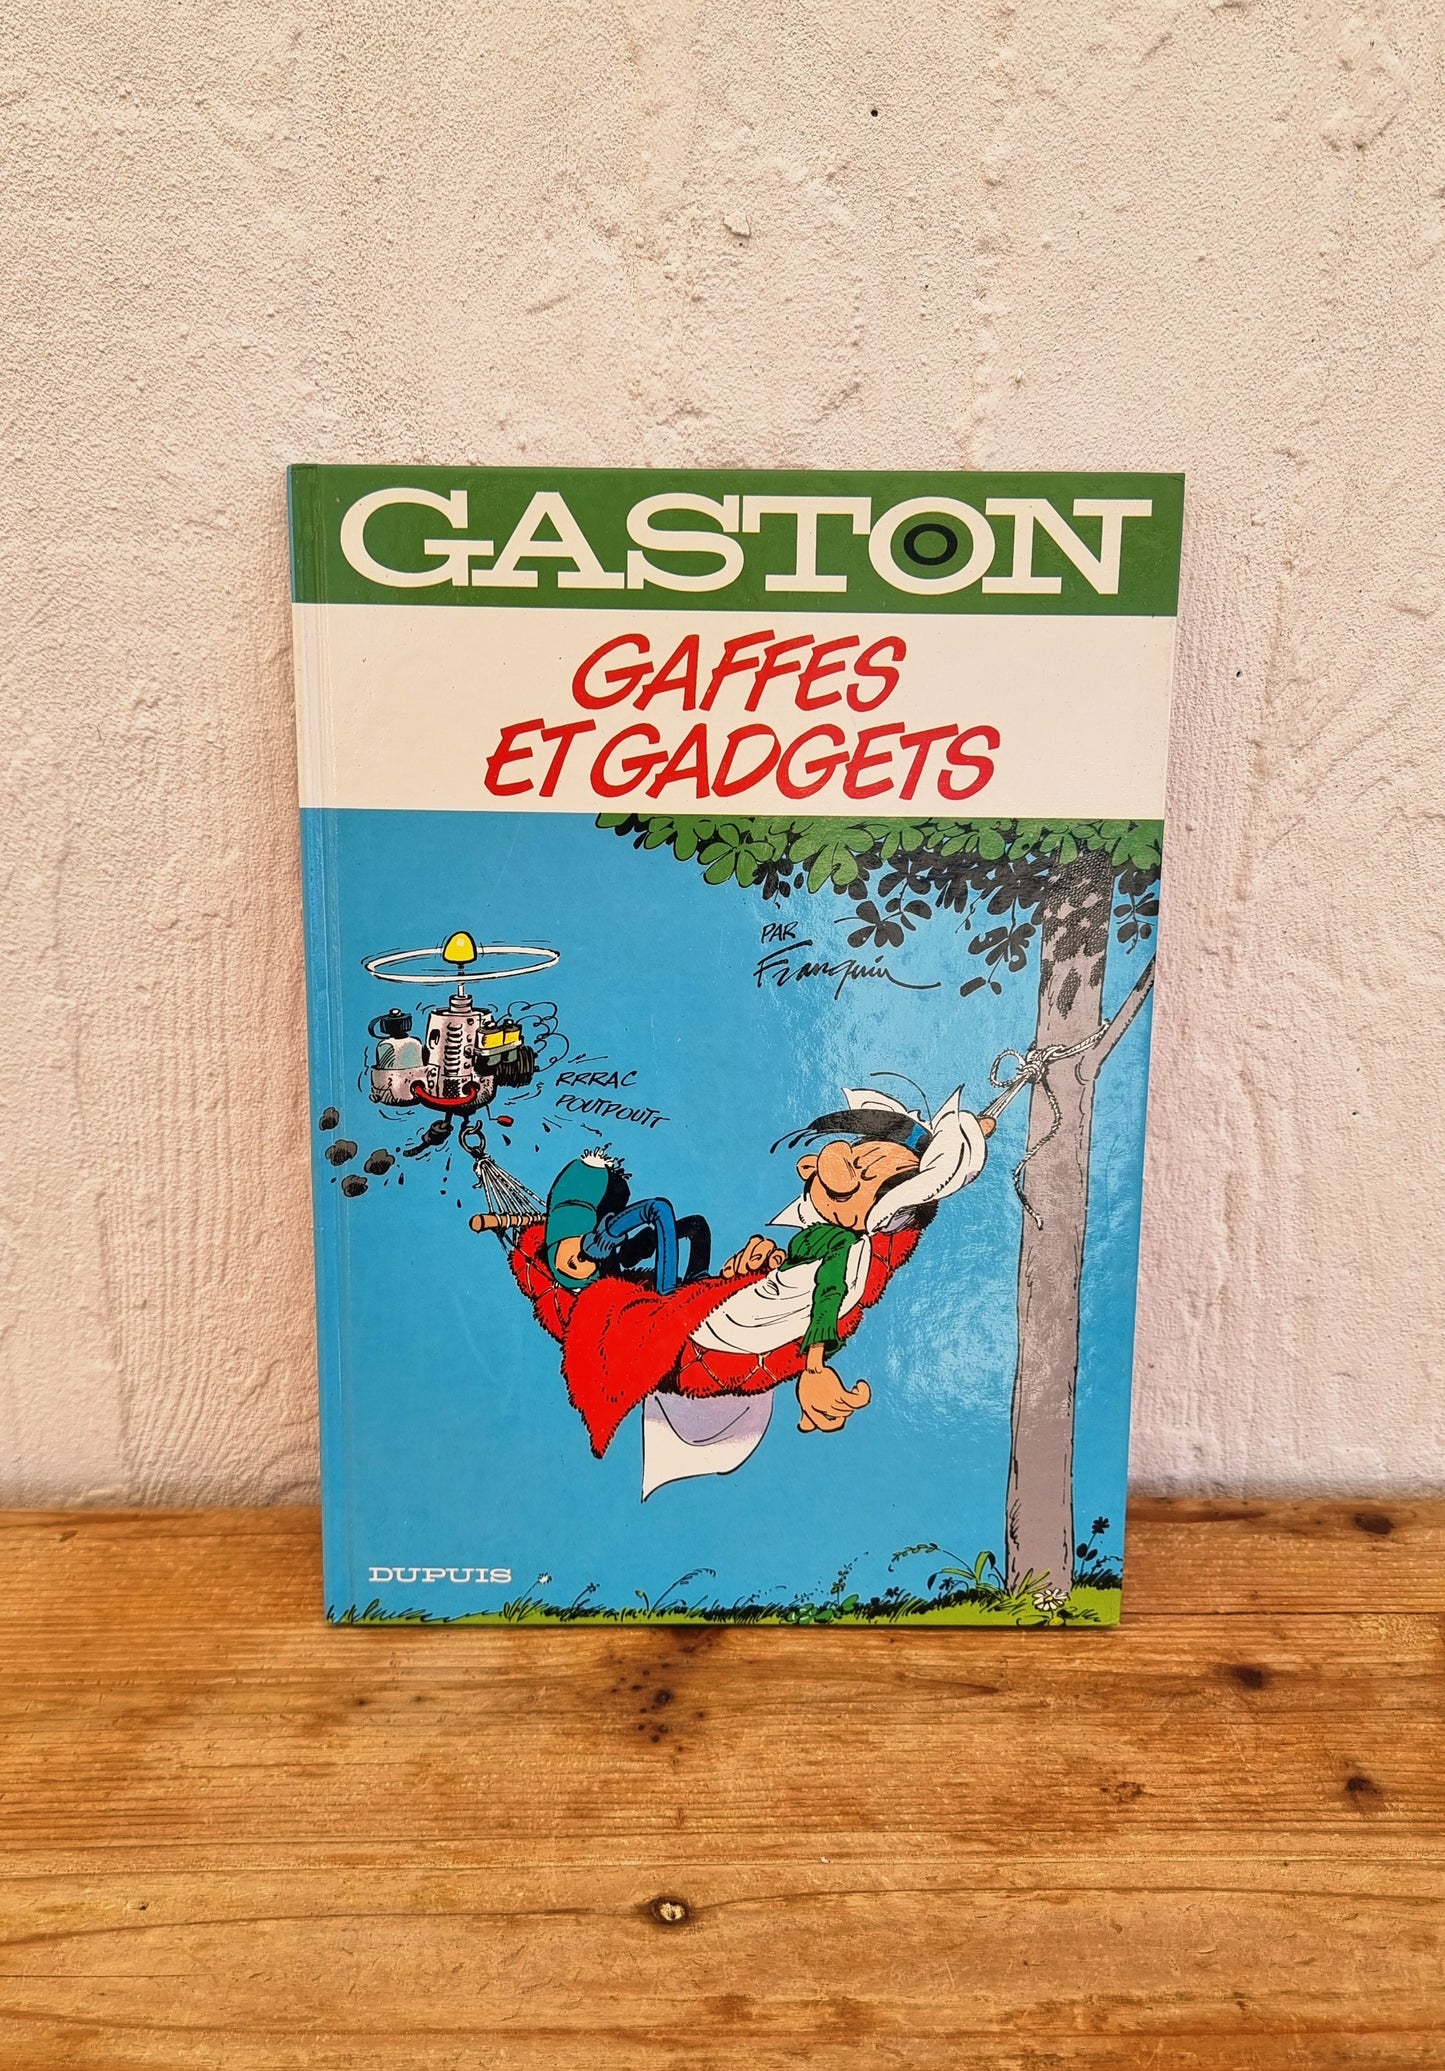 GASTON
GAFFES
ET GADGETS
PAR
Franquin
RRRAC
POUTPOUTT
DUPUIS